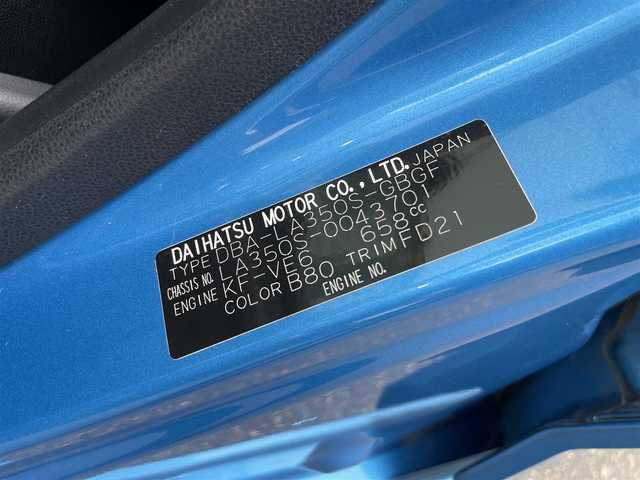 DAIHATSU MOTOR CO.,LTD. JAPAN
TYPE DBA-LA350S-GBGF
CHASSIS NO. LA350S-0043701
ENGINE KF-VE6 658cc
COLOR B80 TRIM FD21
ENGINE NO.